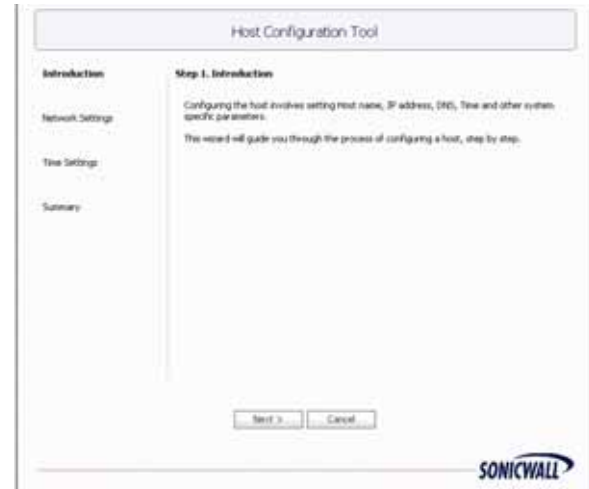 Host Configuration Tool
Introduction
Step 1. Introduction
Configuring the host involves setting Host name, IP address, DNS, Time and other system
specific parameters.
Network Settings
This wizard will guide you through the process of configuring a host, step by step.
Time Settings
Summary
Next >
Cancel
SONICWALL